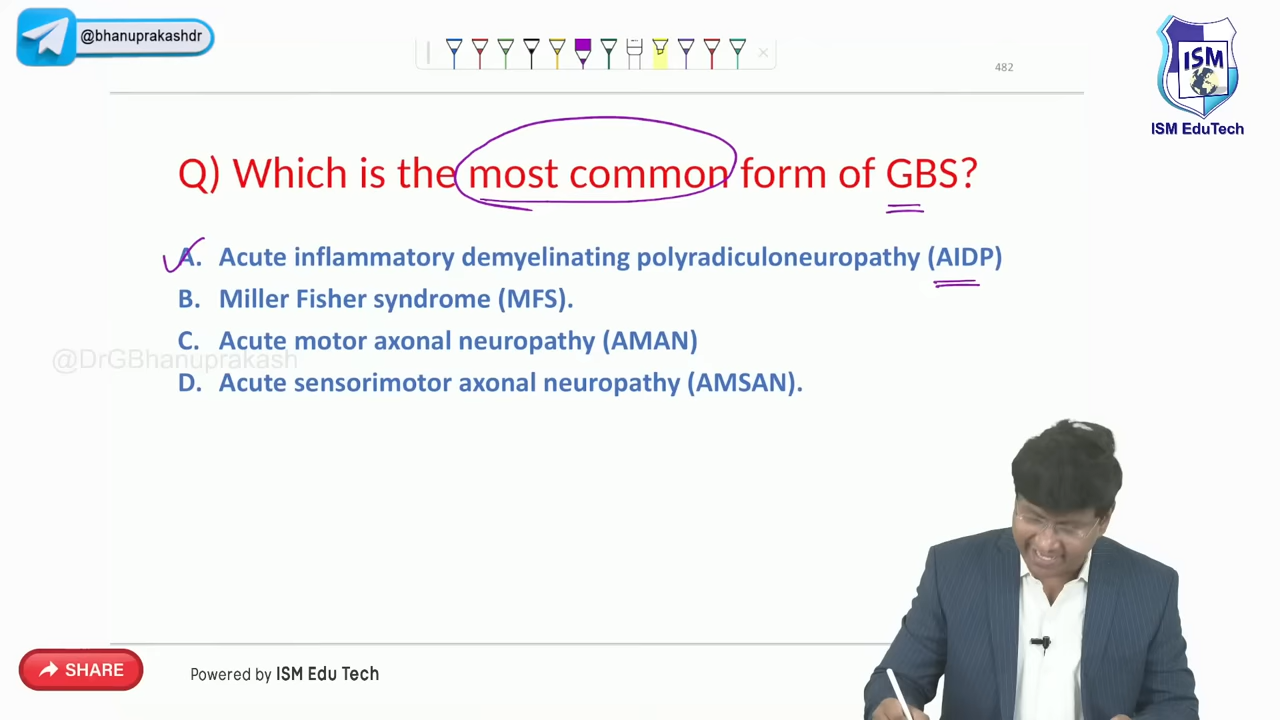 @bhanuprakashdr
482
ISM
ISM EduTech
Q) Which is the most common form of GBS?
A. Acute inflammatory demyelinating polyradiculoneuropathy (AIDP)
B. Miller Fisher syndrome (MFS).
C. Acute motor axonal neuropathy (AMAN)
@DrGBhanuprakash
D. Acute sensorimotor axonal neuropathy (AMSAN).
SHARE
Powered by ISM Edu Tech